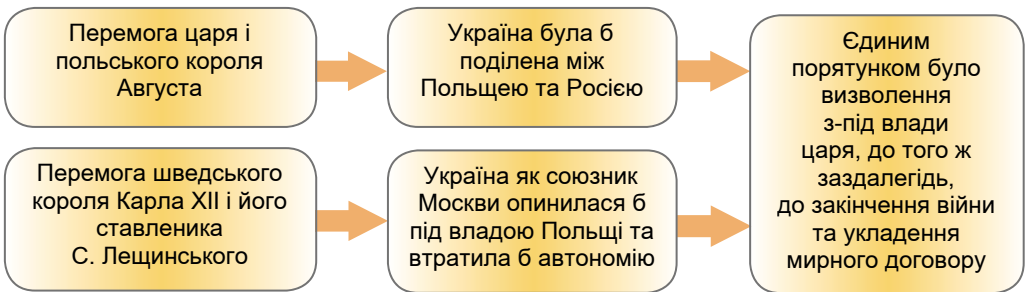 Перемога царя і
польського короля
Августа
Україна була б
поділена між
Польщею та Росією
Перемога шведського
короля Карла XII і його
ставленика
С. Лещинського
Україна як союзник
Москви опинилася б
під владою Польщі та
втратила б автономію
Єдиним
порятунком було
визволення
з-під влади
царя, до того ж
заздалегідь,
до закінчення війни
та укладення
мирного договору